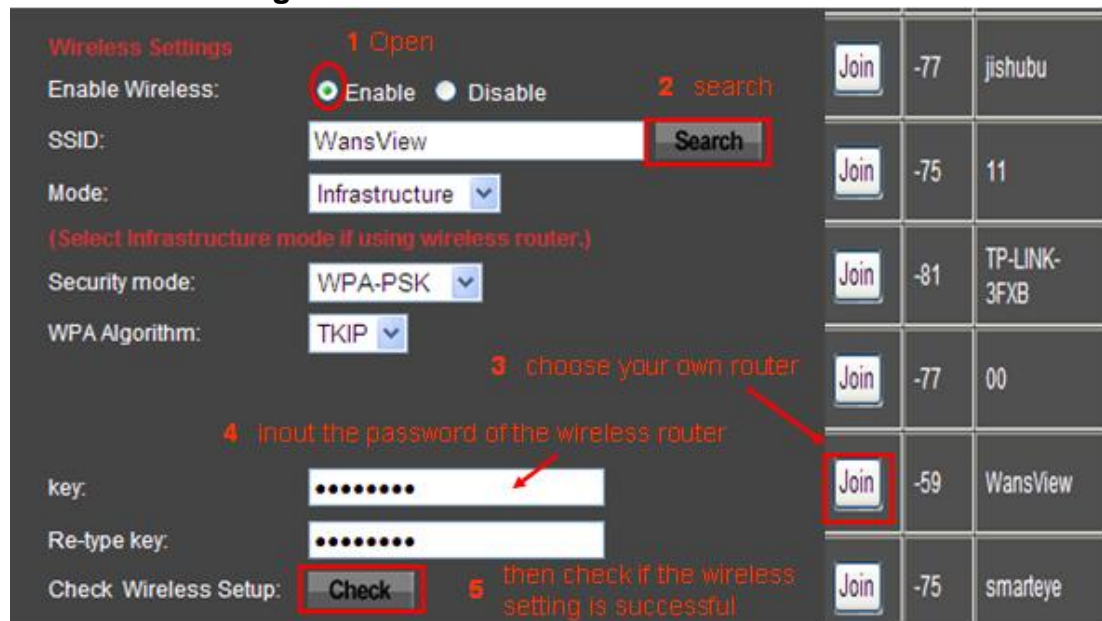 Wireless Settings
1 Open
Enable Wireless:
Enable
Disable
2 search
SSID:
WansView
Search
Mode:
Infrastructure
(Select Infrastructure mode if using wireless router.)
Security mode:
WPA-PSK
WPA Algorithm:
TKIP
3 choose your own router
4 inout the password of the wireless router
key:
••••••••
Re-type key:
••••••••
Check Wireless Setup:
Check
5 then check if the wireless
setting is successful
Join -77 jishubu
Join -75 11
Join -81 TP-LINK-
3FXB
Join -77 00
Join -59 WansView
Join -75 smarteye